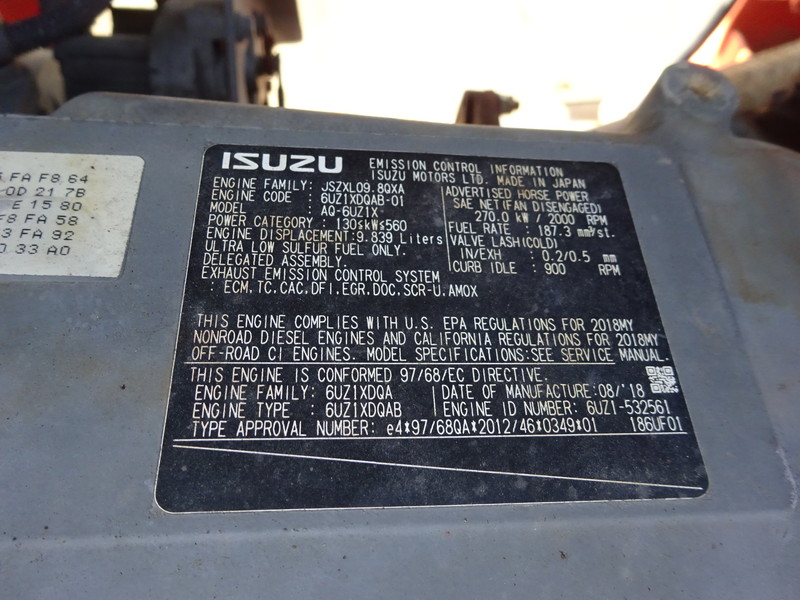 FA F8 64
0D 21 7B
E 15 80
F8 FA 58
3 FA 92
0 33 A0
ISUZU EMISSION CONTROL INFORMATION
ISUZU MOTORS LTD. MADE IN JAPAN
ENGINE FAMILY: JSZXL09.8QXA
ENGINE CODE : 6UZ1XDQAB-01
MODEL : AQ-6UZ1X
POWER CATEGORY : 130≤kW≤560
ENGINE DISPLACEMENT: 9.839 Liters
ULTRA LOW SULFUR FUEL ONLY.
DELEGATED ASSEMBLY.
EXHAUST EMISSION CONTROL SYSTEM
: ECM,TC,CAC,DFI,EGR,DOC,SCR-U,AMOX
ADVERTISED HORSE POWER
SAE NET(IF FAN DISENGAGED)
270.0 kW / 2000 RPM
FUEL RATE : 187.3 mm³/st.
VALVE LASH(COLD)
IN/EXH : 0.2/0.5 mm
CURB IDLE : 900 RPM
THIS ENGINE COMPLIES WITH U.S. EPA REGULATIONS FOR 2018MY
NONROAD DIESEL ENGINES AND CALIFORNIA REGULATIONS FOR 2018MY
OFF-ROAD CI ENGINES. MODEL SPECIFICATIONS:SEE SERVICE MANUAL.
THIS ENGINE IS CONFORMED 97/68/EC DIRECTIVE.
ENGINE FAMILY: 6UZ1XDQA
DATE OF MANUFACTURE:08/'18
ENGINE TYPE : 6UZ1XDQAB
ENGINE ID NUMBER: 6UZ1-532561
TYPE APPROVAL NUMBER: e4*97/68QA*2012/46*0349*01 186UF01